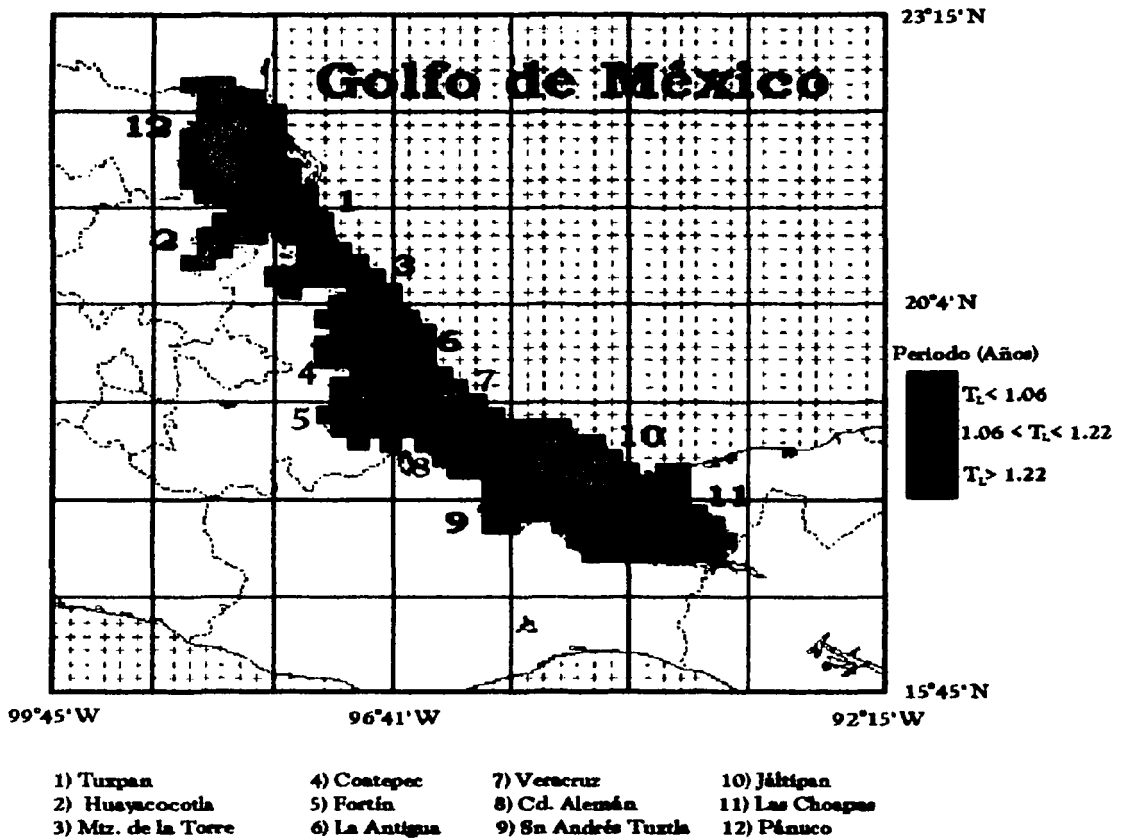 23°15' N
Golfo de México
12
1
2
3
20°4' N
6
Periodo (Años)
4
7
T_L < 1.06
5
10
1.06 < T_L < 1.22
8
T_L > 1.22
11
9
15°45' N
99°45' W
96°41' W
92°15' W
1) Tuxpan
4) Coatepec
7) Veracruz
10) Jáltipan
2) Huayacocotla
5) Fortín
8) Cd. Alemán
11) Las Choapas
3) Mtz. de la Torre
6) La Antigua
9) Sn Andrés Tuxtla
12) Pánuco